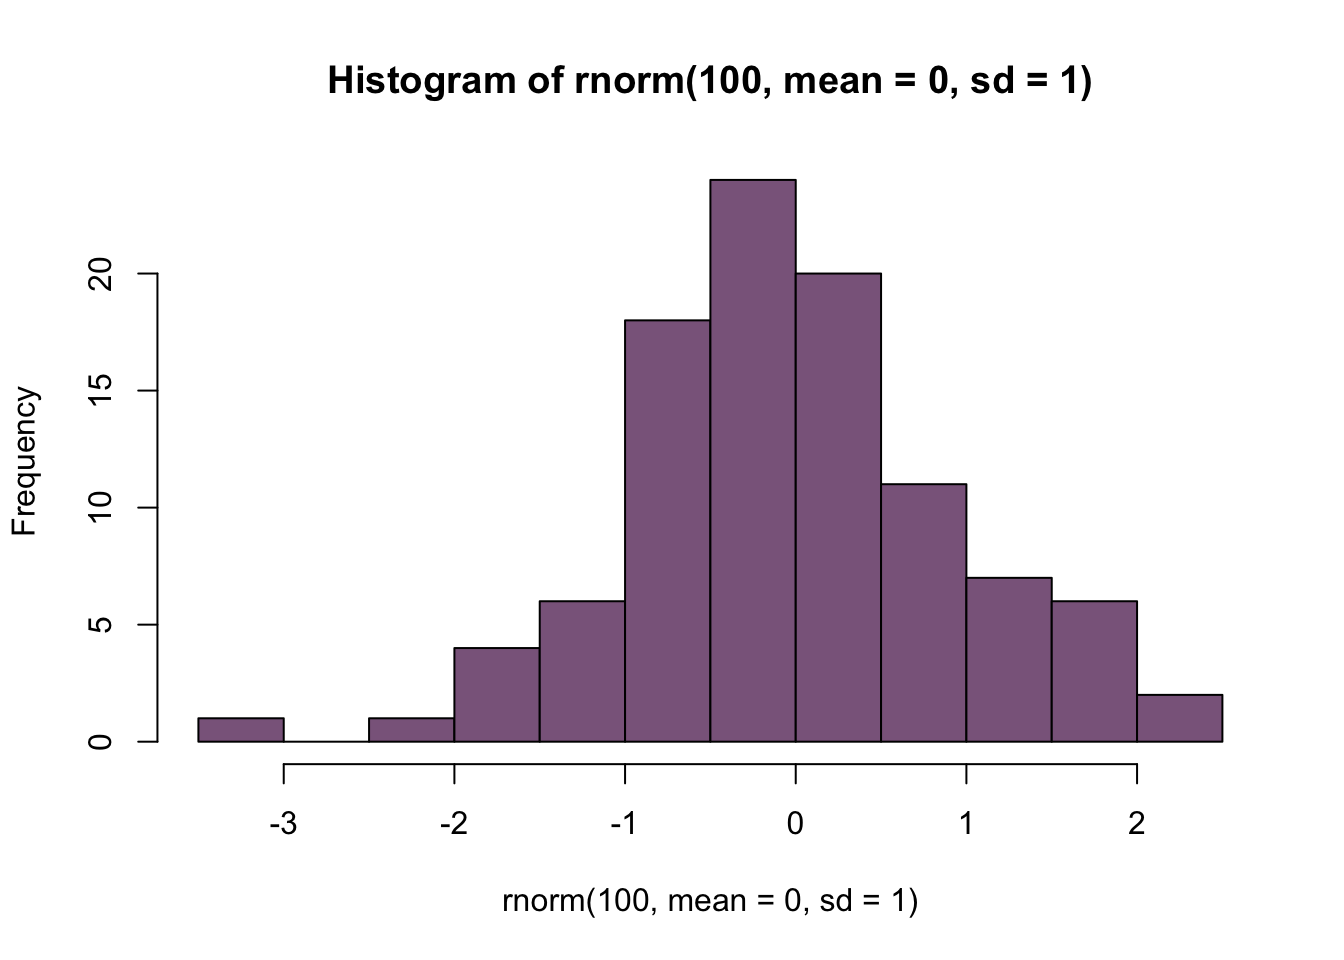 Histogram of rnorm(100, mean = 0, sd = 1)
Frequency
20
15
10
5
0
-3 -2 -1 0 1 2
rnorm(100, mean = 0, sd = 1)